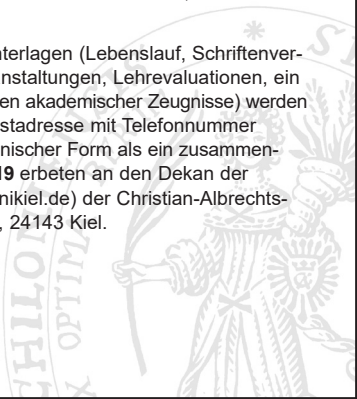 nterlagen (Lebenslauf, Schriftenver-
nstaltungen, Lehrevaluationen, ein
en akademischer Zeugnisse) werden
stadresse mit Telefonnummer
nischer Form als ein zusammen-
19 erbeten an den Dekan der
nikiel.de) der Christian-Albrechts-
, 24143 Kiel.